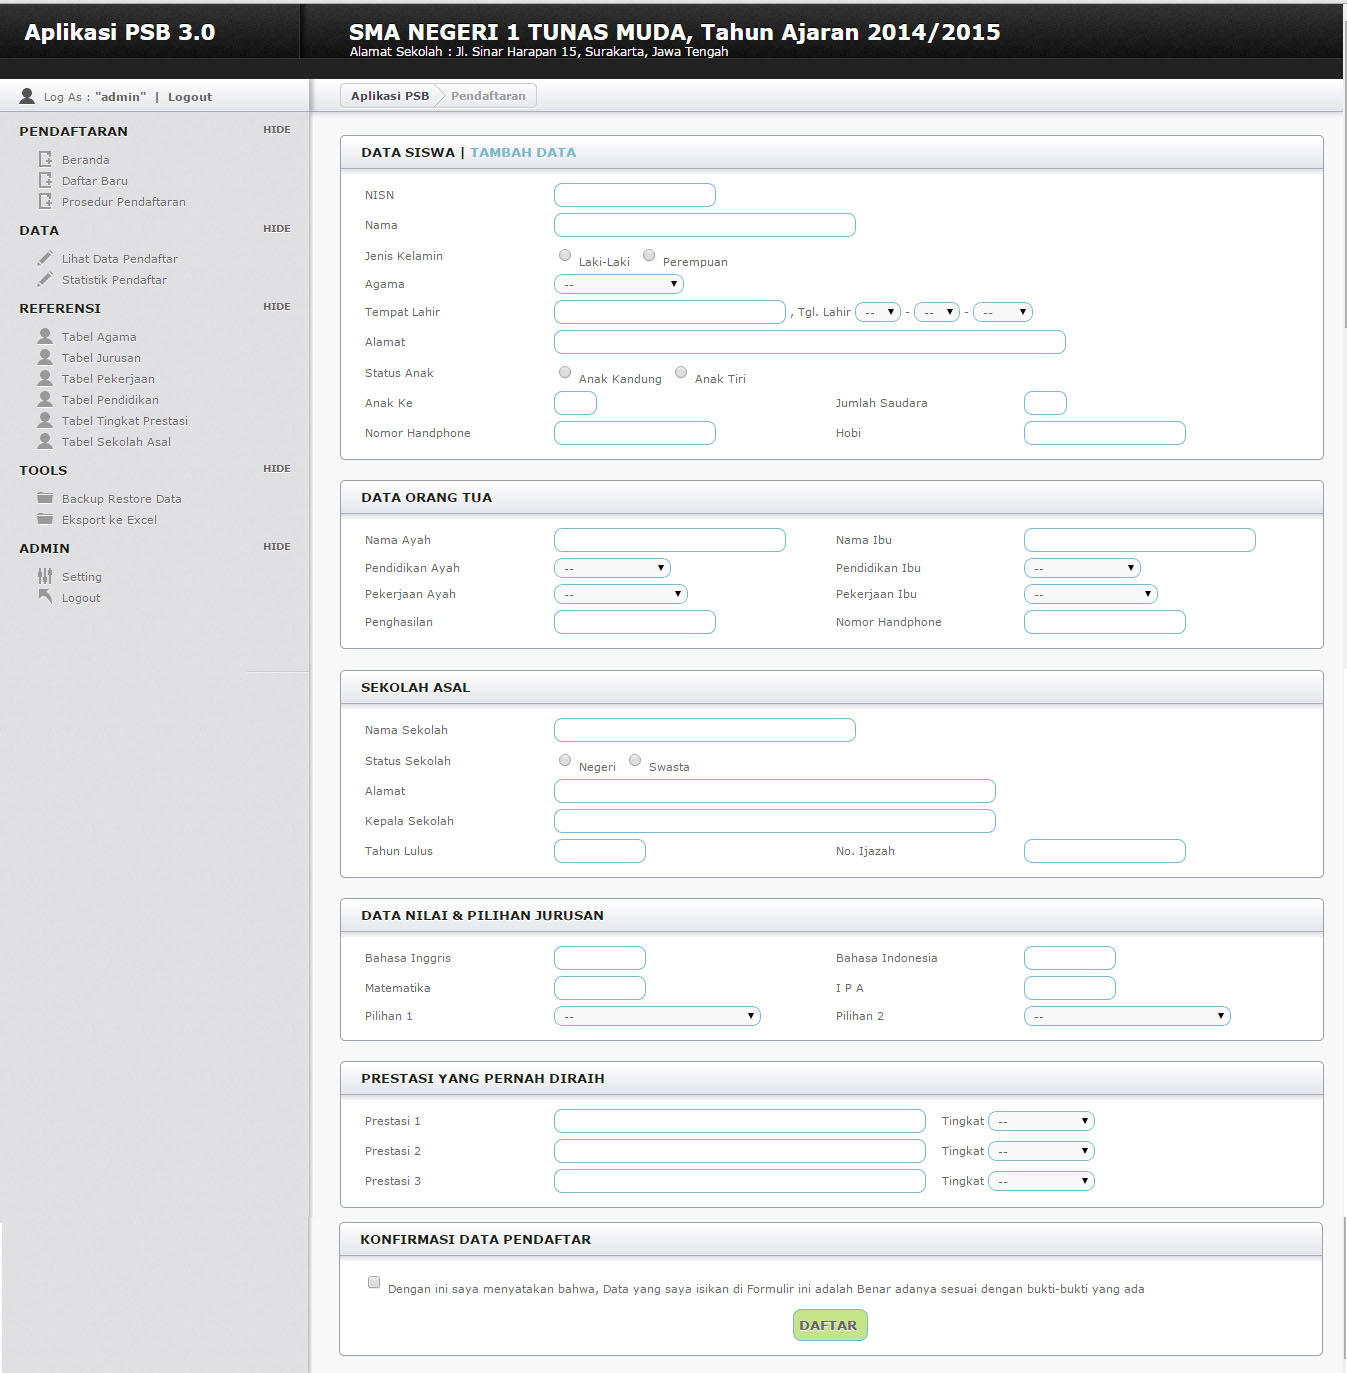 Aplikasi PSB 3.0
SMA NEGERI 1 TUNAS MUDA, Tahun Ajaran 2014/2015
Alamat Sekolah : Jl. Sinar Harapan 15, Surakarta, Jawa Tengah
Log As : "admin" | Logout
PENDAFTARAN HIDE
Beranda
Daftar Baru
Prosedur Pendaftaran
DATA HIDE
Lihat Data Pendaftar
Statistik Pendaftar
REFERENSI HIDE
Tabel Agama
Tabel Jurusan
Tabel Pekerjaan
Tabel Pendidikan
Tabel Tingkat Prestasi
Tabel Sekolah Asal
TOOLS HIDE
Backup Restore Data
Eksport ke Excel
ADMIN HIDE
Setting
Logout
Aplikasi PSB Pendaftaran
DATA SISWA | TAMBAH DATA
NISN
Nama
Jenis Kelamin Laki-Laki Perempuan
Agama --
Tempat Lahir , Tgl. Lahir -- - -- - --
Alamat
Status Anak Anak Kandung Anak Tiri
Anak Ke Jumlah Saudara
Nomor Handphone Hobi
DATA ORANG TUA
Nama Ayah Nama Ibu
Pendidikan Ayah -- Pendidikan Ibu --
Pekerjaan Ayah -- Pekerjaan Ibu --
Penghasilan Nomor Handphone
SEKOLAH ASAL
Nama Sekolah
Status Sekolah Negeri Swasta
Alamat
Kepala Sekolah
Tahun Lulus No. Ijazah
DATA NILAI & PILIHAN JURUSAN
Bahasa Inggris Bahasa Indonesia
Matematika I P A
Pilihan 1 -- Pilihan 2 --
PRESTASI YANG PERNAH DIRAIH
Prestasi 1 Tingkat --
Prestasi 2 Tingkat --
Prestasi 3 Tingkat --
KONFIRMASI DATA PENDAFTAR
Dengan ini saya menyatakan bahwa, Data yang saya isikan di Formulir ini adalah Benar adanya sesuai dengan bukti-bukti yang ada
DAFTAR